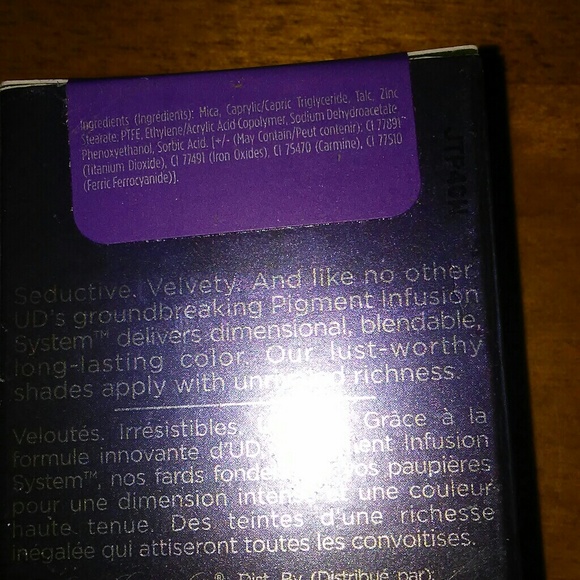 Ingredients (Ingrédients): Mica, Caprylic/Capric Triglyceride, Talc, Zinc
Stearate, PTFE, Ethylene/Acrylic Acid Copolymer, Sodium Dehydroacetate,
Phenoxyethanol, Sorbic Acid. [+/- (May Contain/Peut contenir): CI 77891
(Titanium Dioxide), CI 77491 (Iron Oxides), CI 75470 (Carmine), CI 77510
(Ferric Ferrocyanide)].
Seductive. Velvety. And like no other.
UD's groundbreaking Pigment Infusion
System™ delivers dimensional, blendable,
long-lasting color. Our lust-worthy
shades apply with richness.
Veloutés. Irrésistibles. Grâce à la
formule innovante d'UD, Infusion
System™, nos fards vos paupières
pour une dimension et une couleur
haute tenue. Des teintes d'une richesse
inégalée qui attiseront toutes les convoitises.
® Dist. By (Distribué par):